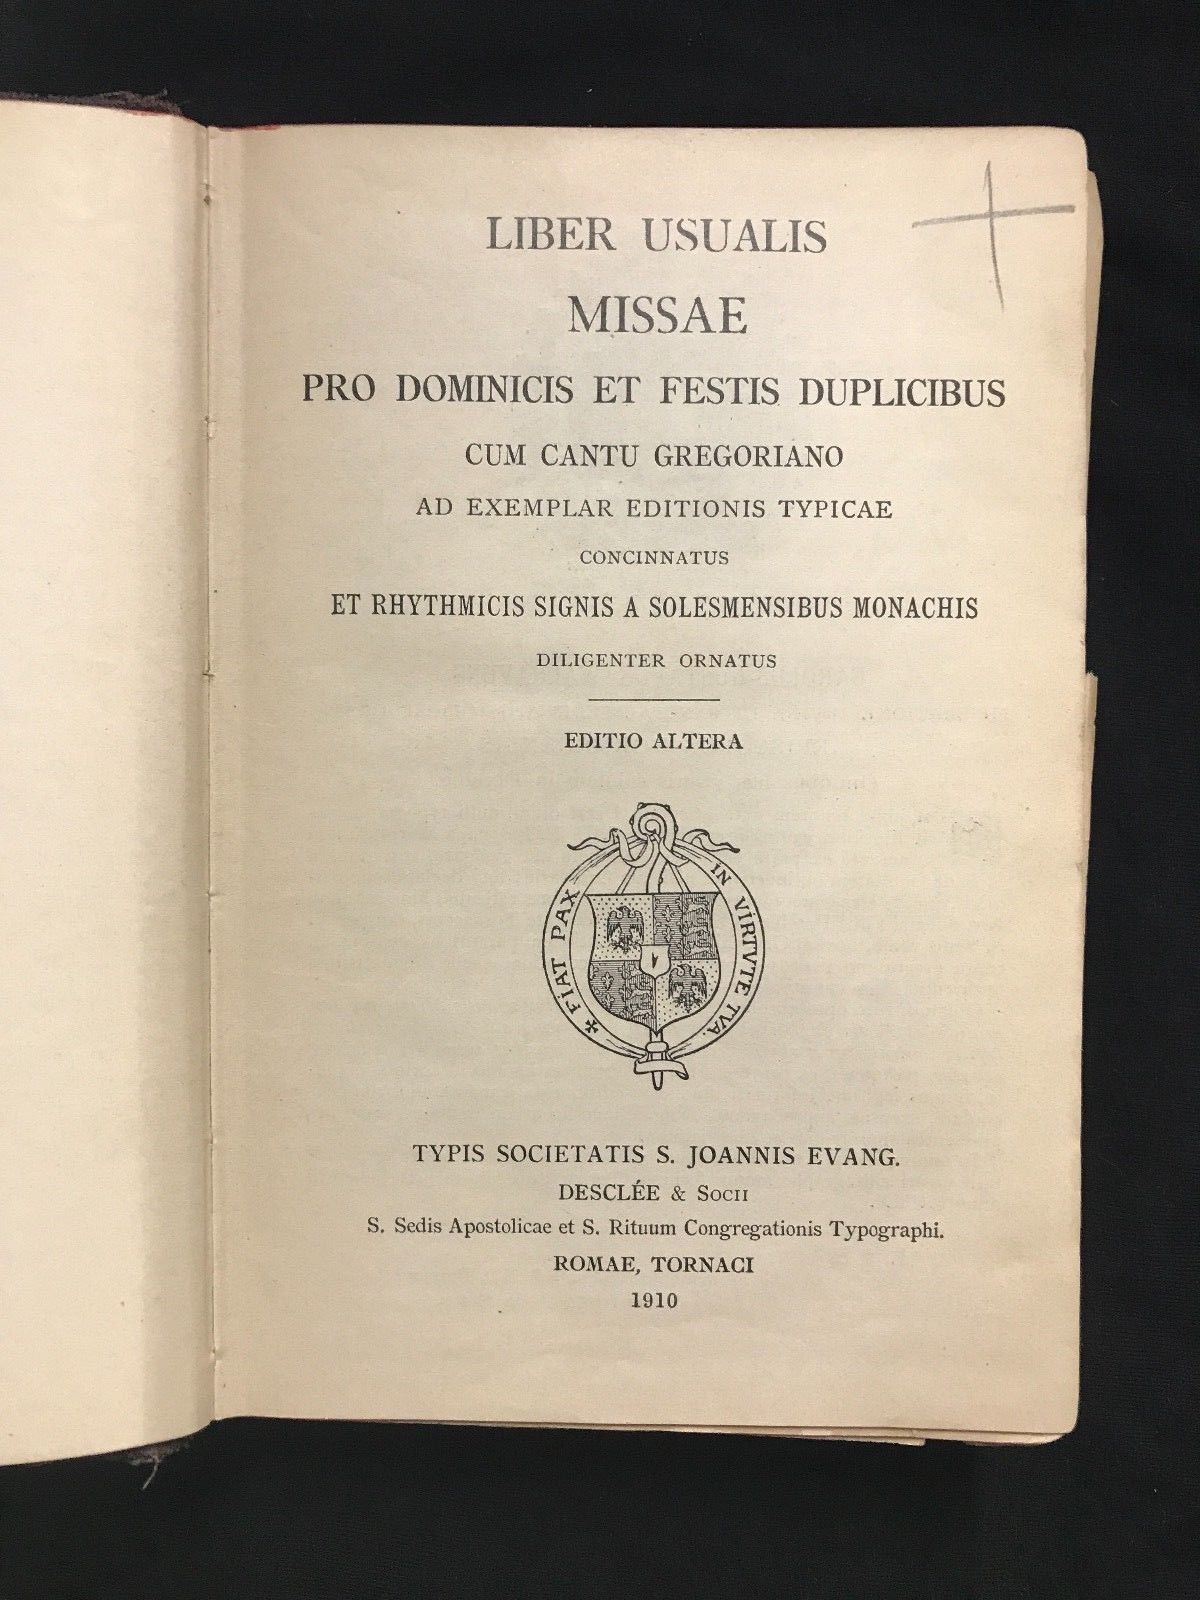 LIBER USUALIS
MISSAE
PRO DOMINICIS ET FESTIS DUPLICIBUS
CUM CANTU GREGORIANO
AD EXEMPLAR EDITIONIS TYPICAE
CONCINNATUS
ET RHYTHMICIS SIGNIS A SOLESMENSIBUS MONACHIS
DILIGENTER ORNATUS
EDITIO ALTERA
✠ FIAT PAX IN VIRTVTE TVA.
TYPIS SOCIETATIS S. JOANNIS EVANG.
DESCLÉE & SOCII
S. Sedis Apostolicae et S. Rituum Congregationis Typographi.
ROMAE, TORNACI
1910